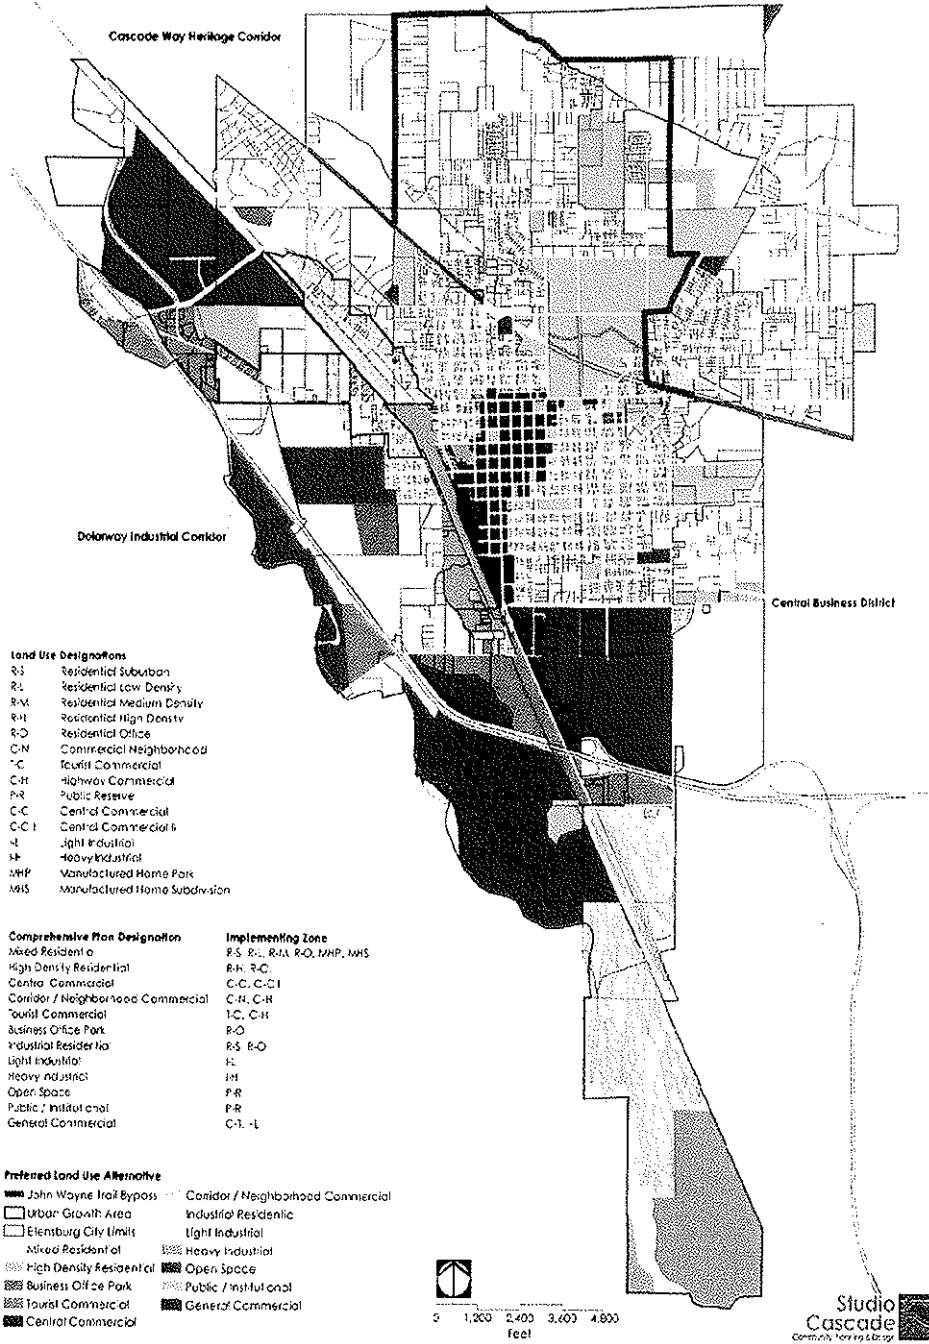 Cascade Way Heritage Corridor
Dolarway Industrial Corridor
Central Business District
Land Use Designations
R-S Residential Suburban
R-L Residential Low Density
R-M Residential Medium Density
R-H Residential High Density
R-O Residential Office
C-N Commercial Neighborhood
T-C Tourist Commercial
C-H Highway Commercial
P-R Public Reserve
C-C Central Commercial
C-C II Central Commercial II
I-L Light Industrial
I-H Heavy Industrial
MHP Manufactured Home Park
MHS Manufactured Home Subdivision
Comprehensive Plan Designation Implementing Zone
Mixed Residential R-S, R-L, R-M, R-O, MHP, MHS
High Density Residential R-H, R-O,
Central Commercial C-C, C-C II
Corridor / Neighborhood Commercial C-N, C-H
Tourist Commercial T-C, C-H
Business Office Park R-O
Industrial Residential R-S, R-O
Light Industrial I-L
Heavy Industrial I-H
Open Space P-R
Public / Institutional P-R
General Commercial C-T, I-L
Preferred Land Use Alternative
John Wayne Trail Bypass
Urban Growth Area
Ellensburg City Limits
Mixed Residential
High Density Residential
Business Office Park
Tourist Commercial
Central Commercial
Corridor / Neighborhood Commercial
Industrial Residential
Light Industrial
Heavy Industrial
Open Space
Public / Institutional
General Commercial
0 1,200 2,400 3,600 4,800
Feet
Studio
Cascade
Community Planning & Design